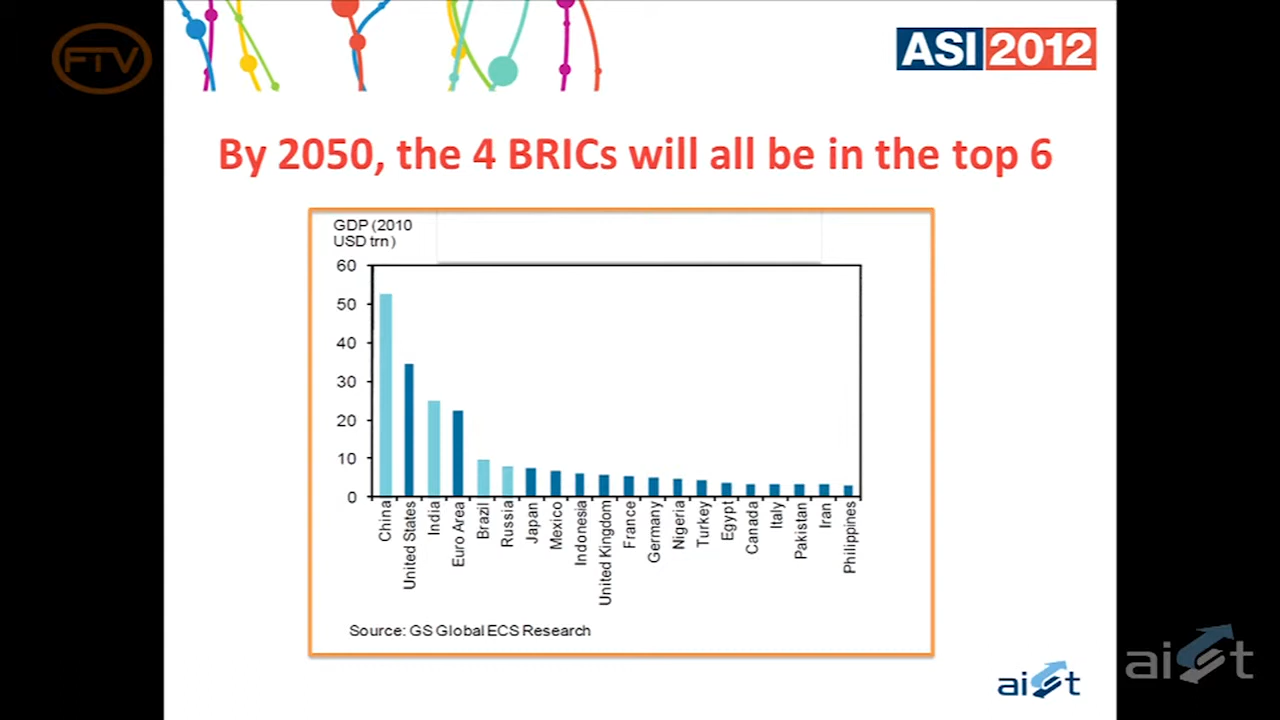 FTV
ASI 2012
By 2050, the 4 BRICs will all be in the top 6
GDP (2010
USD trn)
60
50
40
30
20
10
0
China
United States
India
Euro Area
Brazil
Russia
Japan
Mexico
Indonesia
United Kingdom
France
Germany
Nigeria
Turkey
Egypt
Canada
Italy
Pakistan
Iran
Philippines
Source: GS Global ECS Research
aist
aist